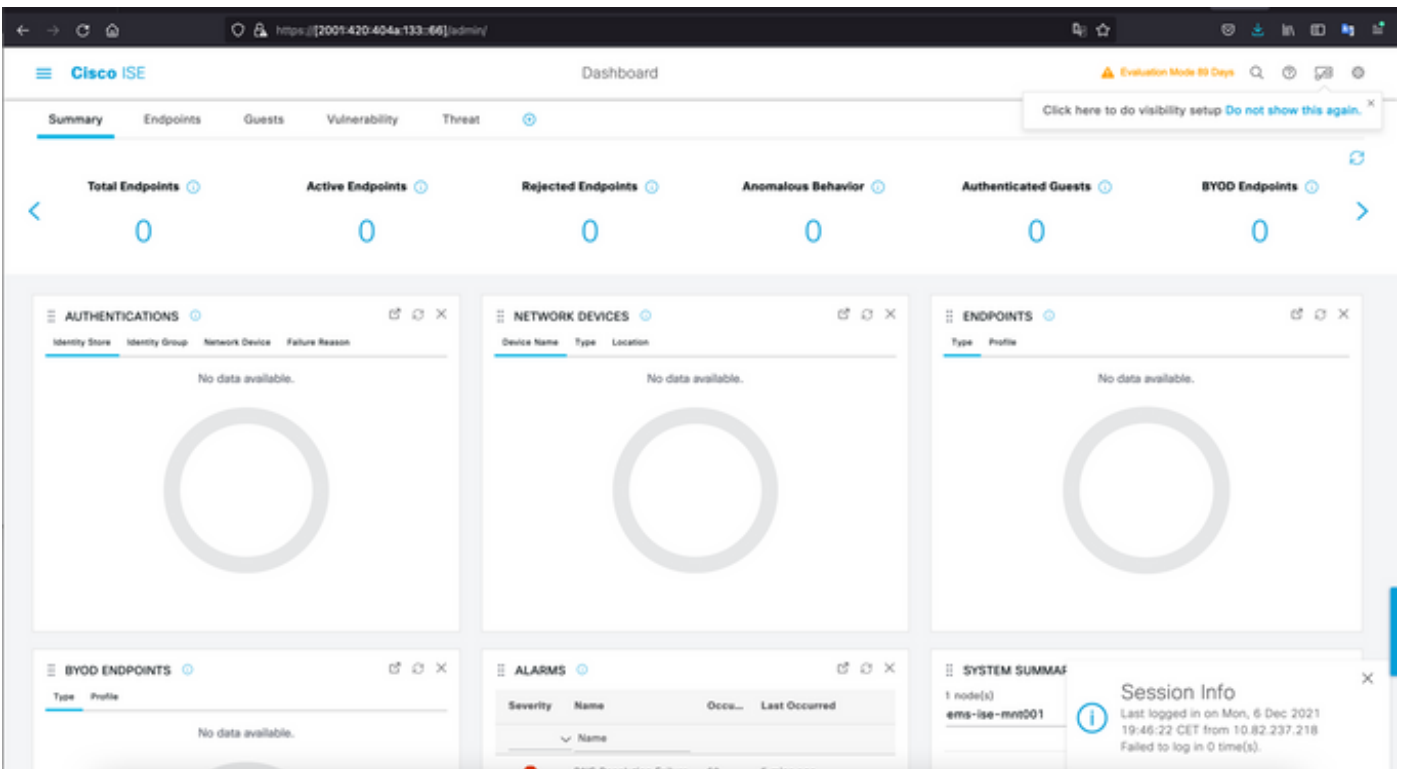 https://[2001:420:404a:133::66]/admin/
Cisco ISE
Dashboard
Evaluation Mode 89 Days
Click here to do visibility setup Do not show this again.
Summary Endpoints Guests Vulnerability Threat
Total Endpoints Active Endpoints Rejected Endpoints Anomalous Behavior Authenticated Guests BYOD Endpoints
0 0 0 0 0 0
AUTHENTICATIONS
Identity Store Identity Group Network Device Failure Reason
No data available.
NETWORK DEVICES
Device Name Type Location
No data available.
ENDPOINTS
Type Profile
No data available.
BYOD ENDPOINTS
Type Profile
No data available.
ALARMS
Severity Name Occu... Last Occurred
Name
SYSTEM SUMMAR
1 node(s)
ems-ise-mnt001
Session Info
Last logged in on Mon, 6 Dec 2021
19:46:22 CET from 10.82.237.218
Failed to log in 0 time(s).